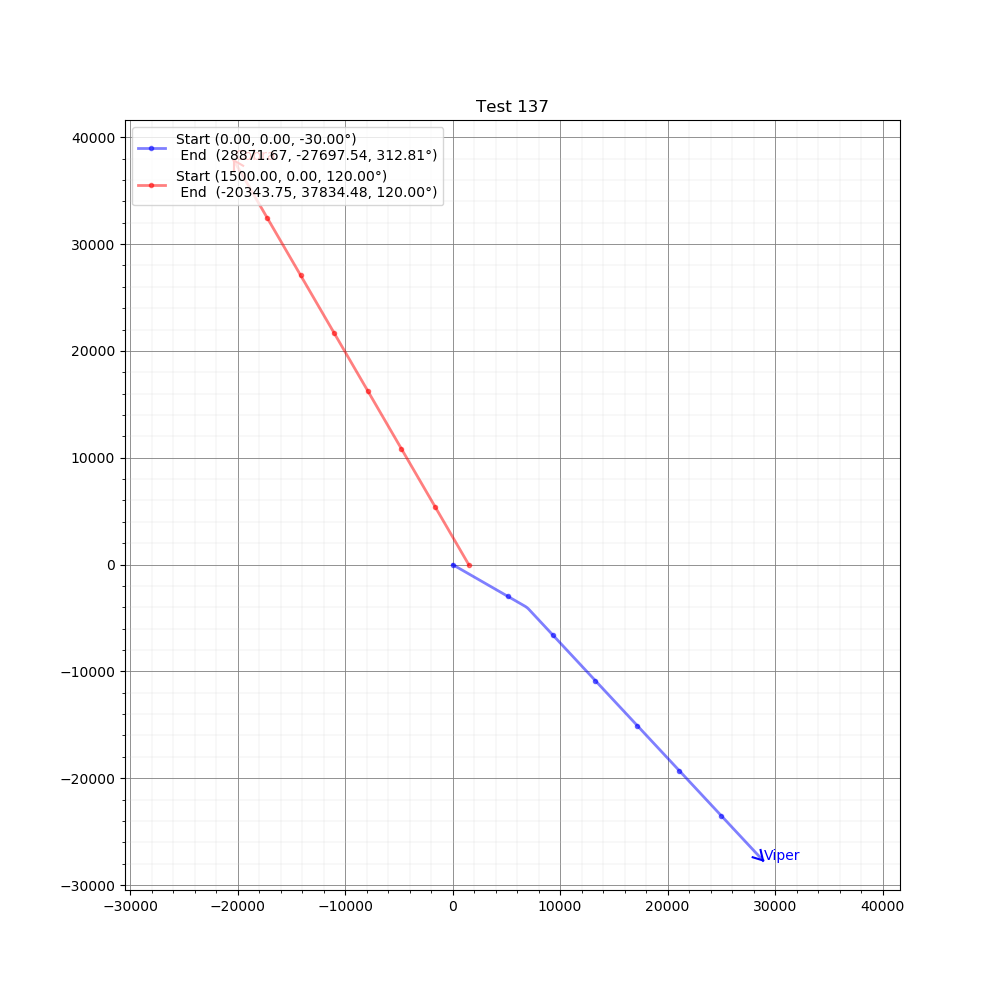 Test 137
Start (0.00, 0.00, -30.00°)
End (28871.67, -27697.54, 312.81°)
Start (1500.00, 0.00, 120.00°)
End (-20343.75, 37834.48, 120.00°)
40000
30000
20000
10000
0
−10000
−20000
−30000
Viper
−30000 −20000 −10000 0 10000 20000 30000 40000